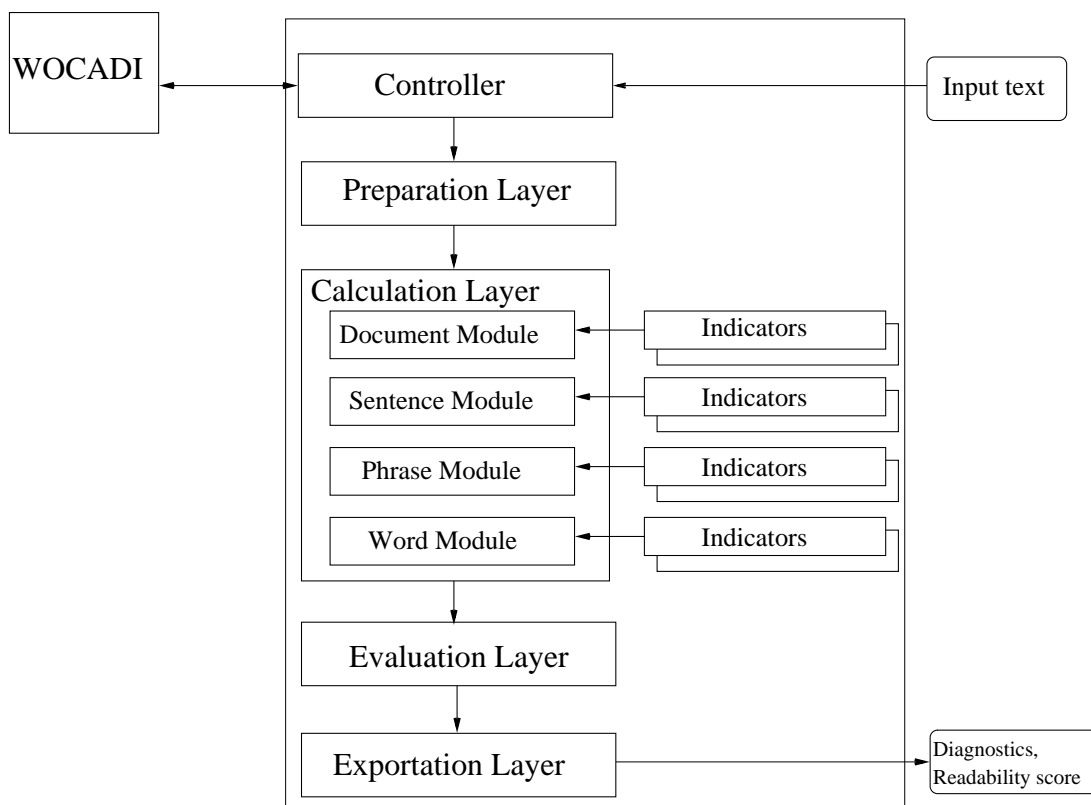 WOCADI
Controller
Input text
Preparation Layer
Calculation Layer
Document Module
Indicators
Sentence Module
Indicators
Phrase Module
Indicators
Word Module
Indicators
Evaluation Layer
Exportation Layer
Diagnostics,
Readability score